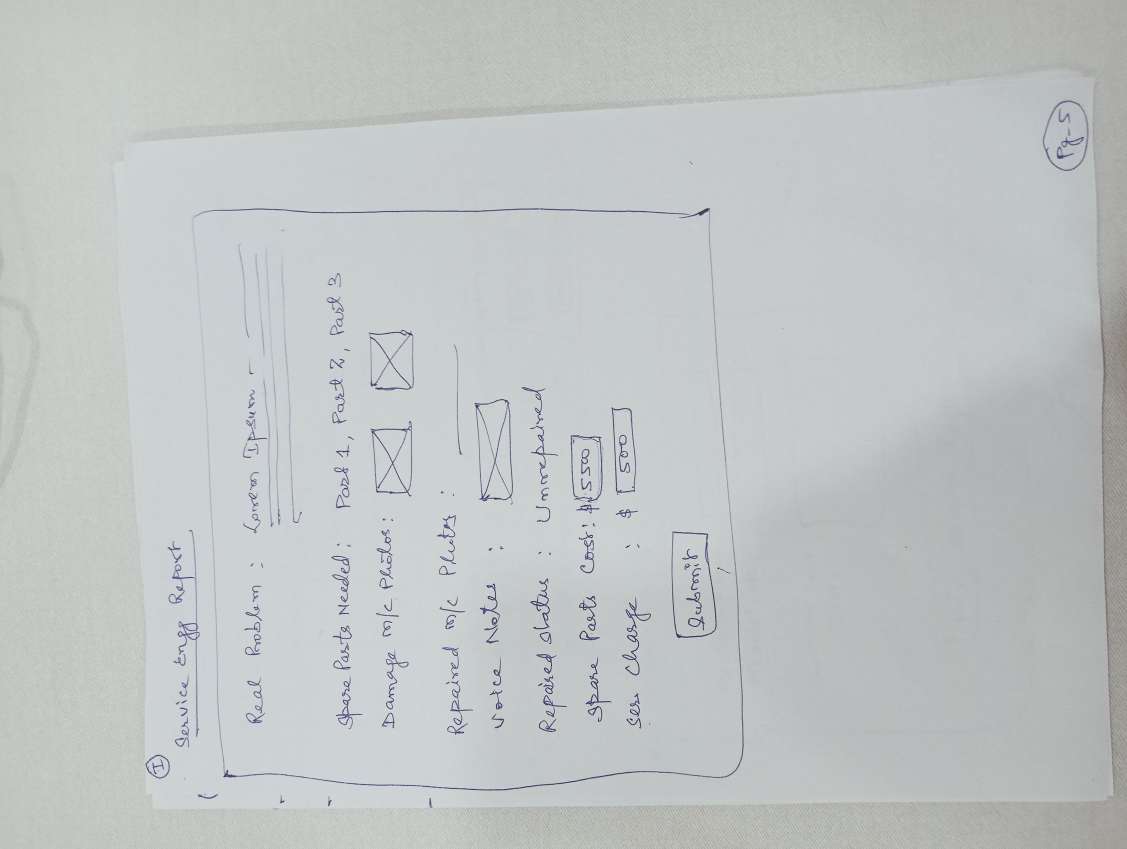 I
Service Engg Report
Real Problem : Lorem Ipsum -
Spare Parts Needed : Part 1, Part 2, Part 3
Damage m/c Photos :
Repaired m/c Photos :
Voice Notes :
Repaired status : Unrepaired
Spare Parts Cost : $ 5500
Ser. Charge : $ 500
Submit
Pg-5